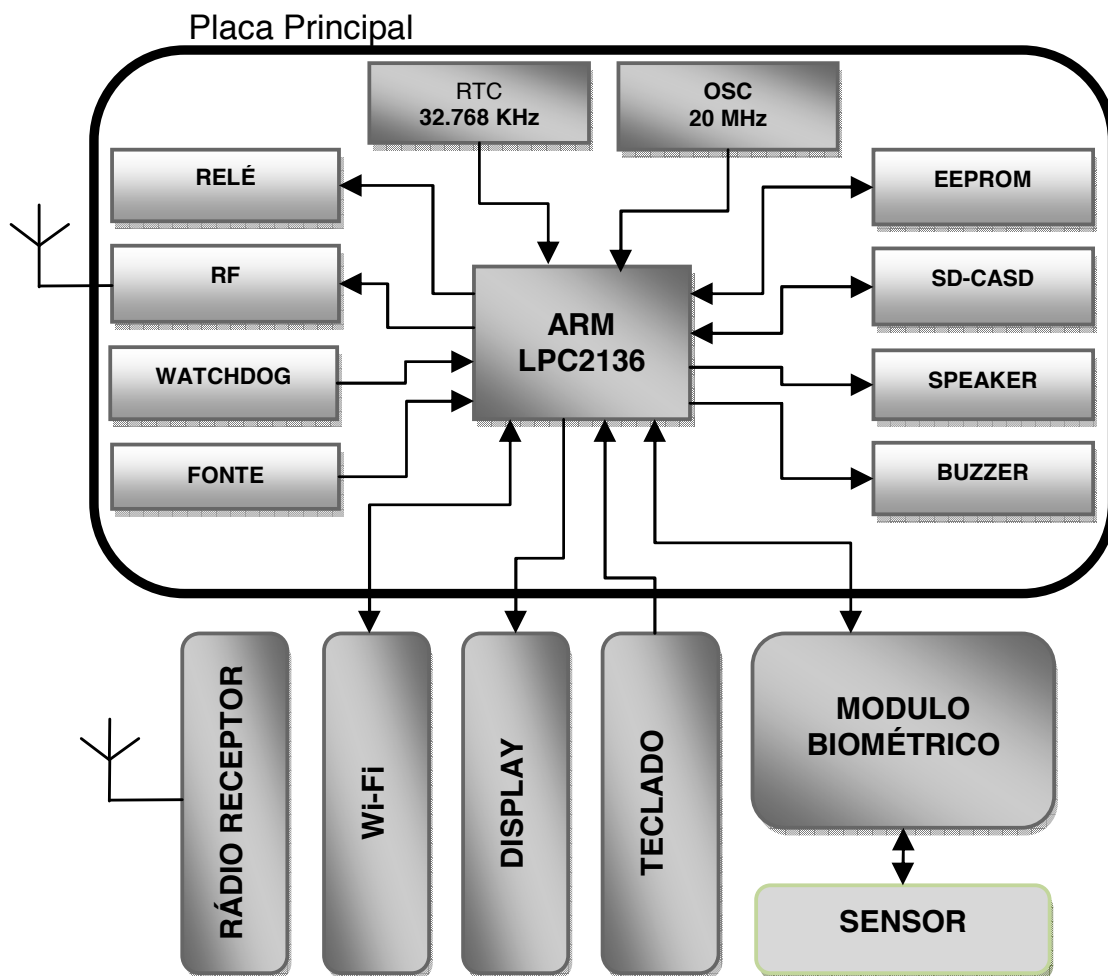 Placa Principal
RTC
32.768 KHz
OSC
20 MHz
RELÉ
RF
WATCHDOG
FONTE
ARM
LPC2136
EEPROM
SD-CASD
SPEAKER
BUZZER
RÁDIO RECEPTOR
Wi-Fi
DISPLAY
TECLADO
MODULO
BIOMÉTRICO
SENSOR